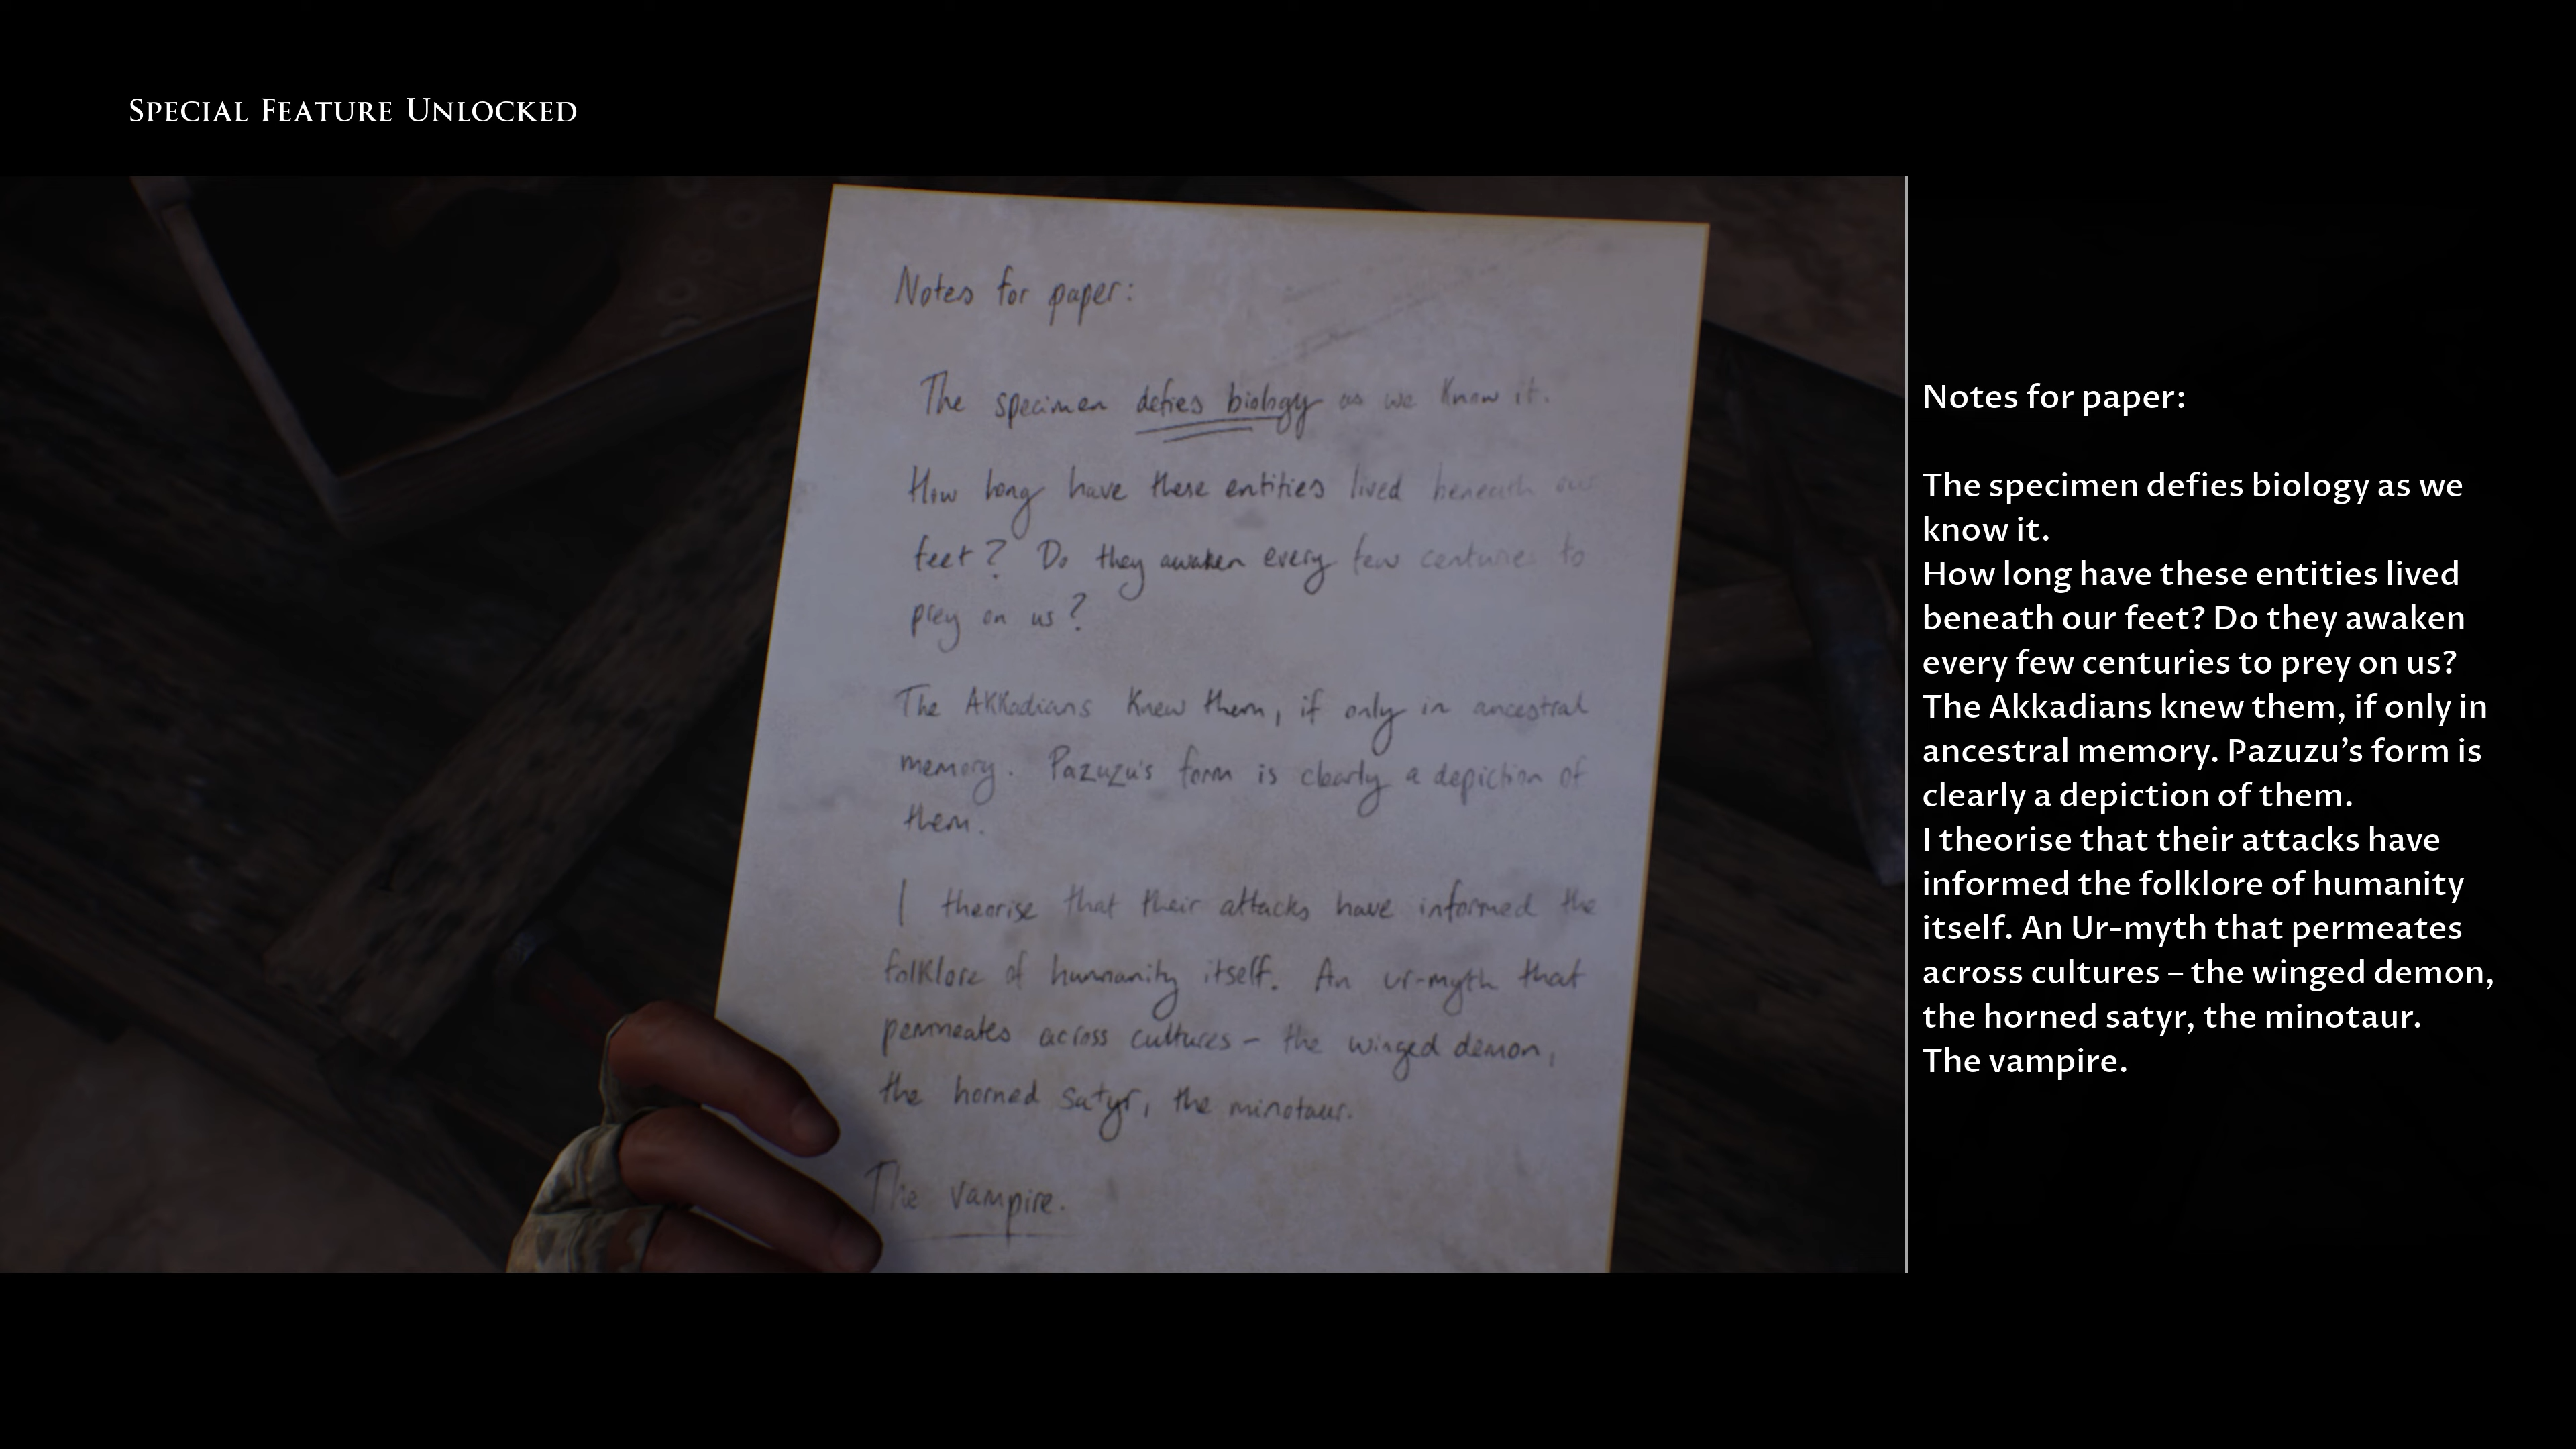 Special Feature Unlocked
Notes for paper:
The specimen defies biology as we know it.
How long have these entities lived beneath our
feet? Do they awaken every few centuries to
prey on us?
The Akkadians knew them, if only in ancestral
memory. Pazuzu's form is clearly a depiction of
them.
I theorise that their attacks have informed the
folklore of humanity itself. An ur-myth that
permeates across cultures – the winged demon,
the horned satyr, the minotaur.
The vampire.
Notes for paper:
The specimen defies biology as we
know it.
How long have these entities lived
beneath our feet? Do they awaken
every few centuries to prey on us?
The Akkadians knew them, if only in
ancestral memory. Pazuzu’s form is
clearly a depiction of them.
I theorise that their attacks have
informed the folklore of humanity
itself. An Ur-myth that permeates
across cultures – the winged demon,
the horned satyr, the minotaur.
The vampire.